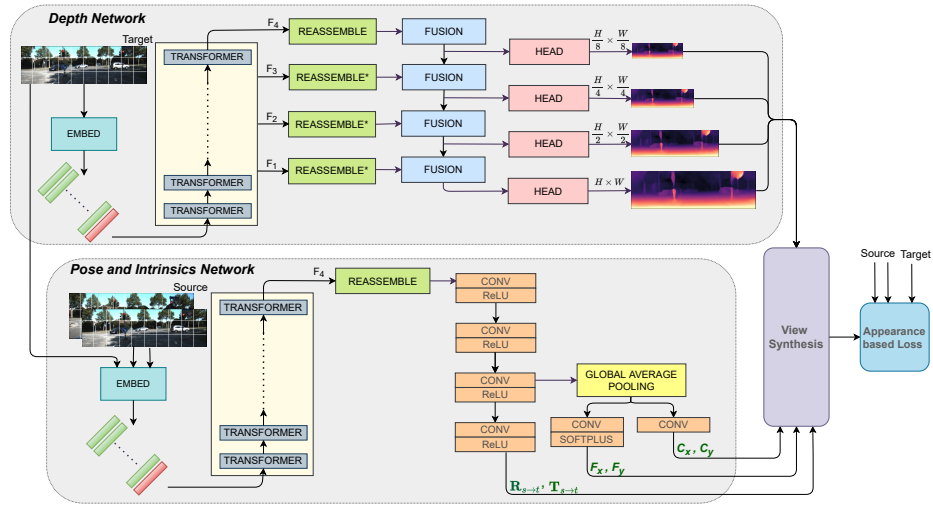 Depth Network
Target
EMBED
TRANSFORMER
TRANSFORMER
TRANSFORMER
F4
REASSEMBLE
FUSION
F3
REASSEMBLE*
FUSION
F2
REASSEMBLE*
FUSION
F1
REASSEMBLE*
FUSION
HEAD
H/8 × W/8
HEAD
H/4 × W/4
HEAD
H/2 × W/2
HEAD
H × W
Pose and Intrinsics Network
Source
EMBED
TRANSFORMER
TRANSFORMER
TRANSFORMER
F4
REASSEMBLE
CONV
ReLU
CONV
ReLU
CONV
ReLU
CONV
ReLU
GLOBAL AVERAGE
POOLING
CONV
SOFTPLUS
CONV
Cx, Cy
Fx, Fy
Rs→t, Ts→t
View
Synthesis
Source
Target
Appearance
based Loss